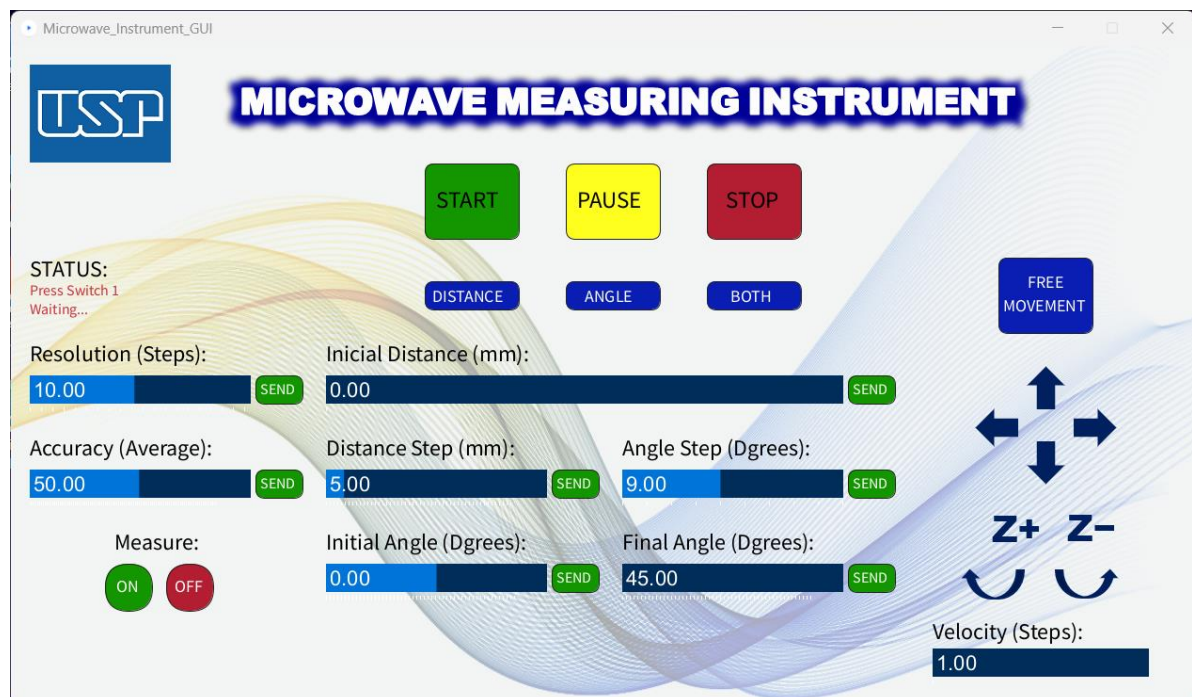 Microwave_Instrument_GUI
USP
MICROWAVE MEASURING INSTRUMENT
START PAUSE STOP
STATUS:
Press Switch 1
Waiting...
DISTANCE ANGLE BOTH
FREE
MOVEMENT
Resolution (Steps): Inicial Distance (mm):
10.00 SEND 0.00 SEND
Accuracy (Average): Distance Step (mm): Angle Step (Dgrees):
50.00 SEND 5.00 SEND 9.00 SEND
Z+ Z-
Measure: Initial Angle (Dgrees): Final Angle (Dgrees):
ON OFF 0.00 SEND 45.00 SEND
Velocity (Steps):
1.00